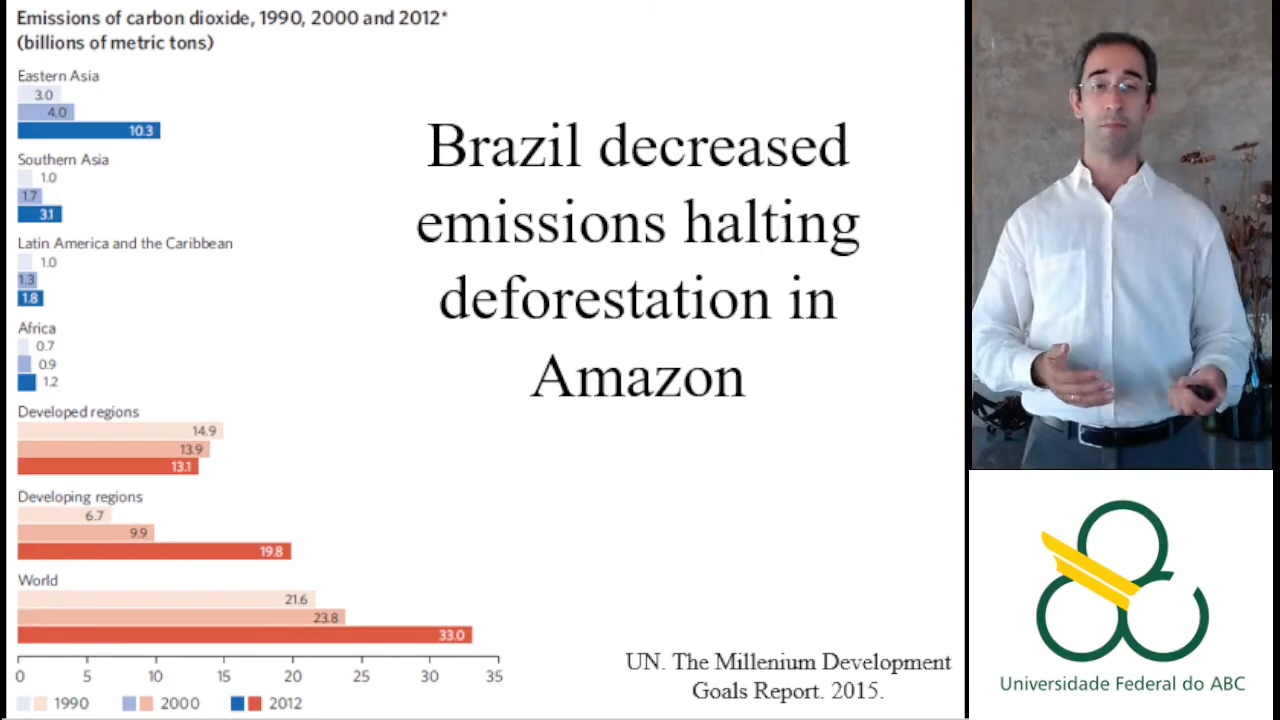 Emissions of carbon dioxide, 1990, 2000 and 2012*
(billions of metric tons)
Eastern Asia
3.0
4.0
10.3
Southern Asia
1.0
1.7
3.1
Latin America and the Caribbean
1.0
1.3
1.8
Africa
0.7
0.9
1.2
Developed regions
14.9
13.9
13.1
Developing regions
6.7
9.9
19.8
World
21.6
23.8
33.0
0 5 10 15 20 25 30 35
1990 2000 2012
Brazil decreased
emissions halting
deforestation in
Amazon
UN. The Millenium Development
Goals Report. 2015.
Universidade Federal do ABC